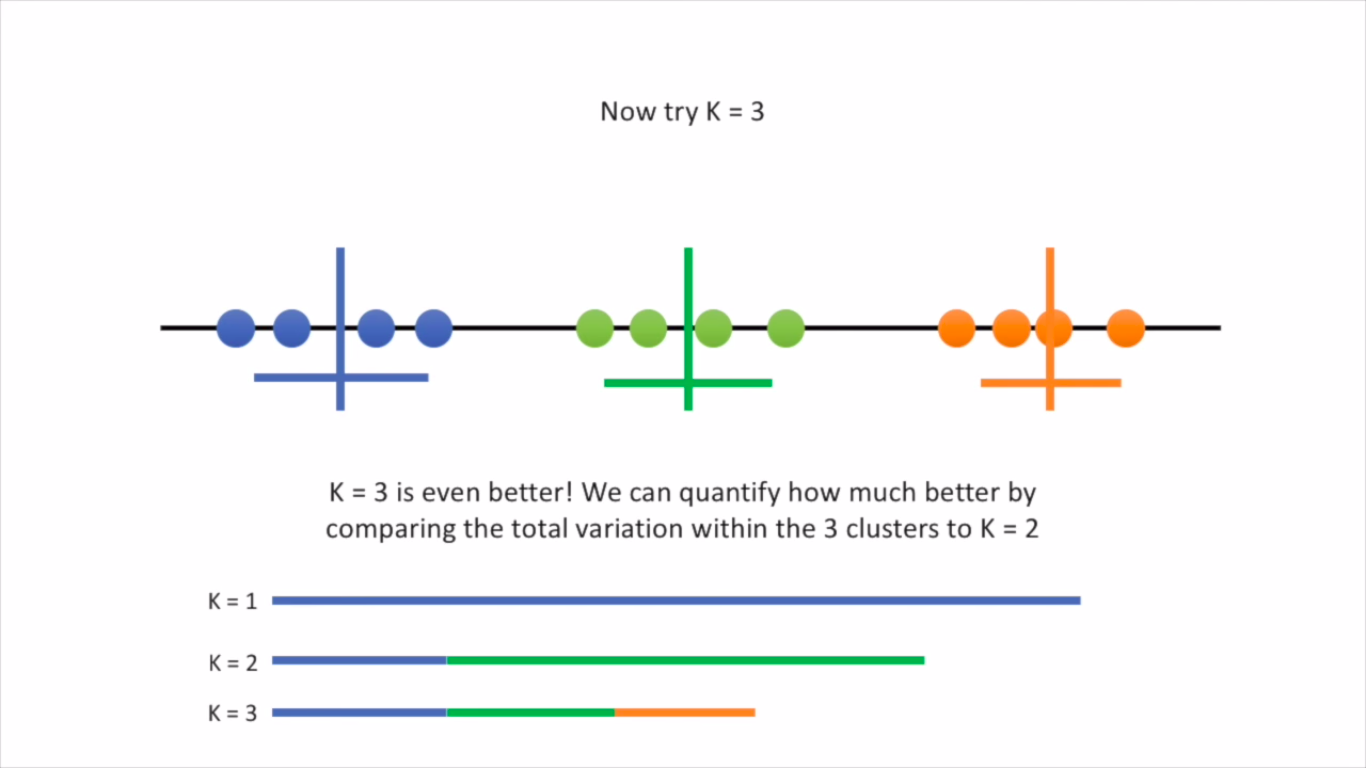 Now try K = 3
K = 3 is even better! We can quantify how much better by
comparing the total variation within the 3 clusters to K = 2
K = 1
K = 2
K = 3